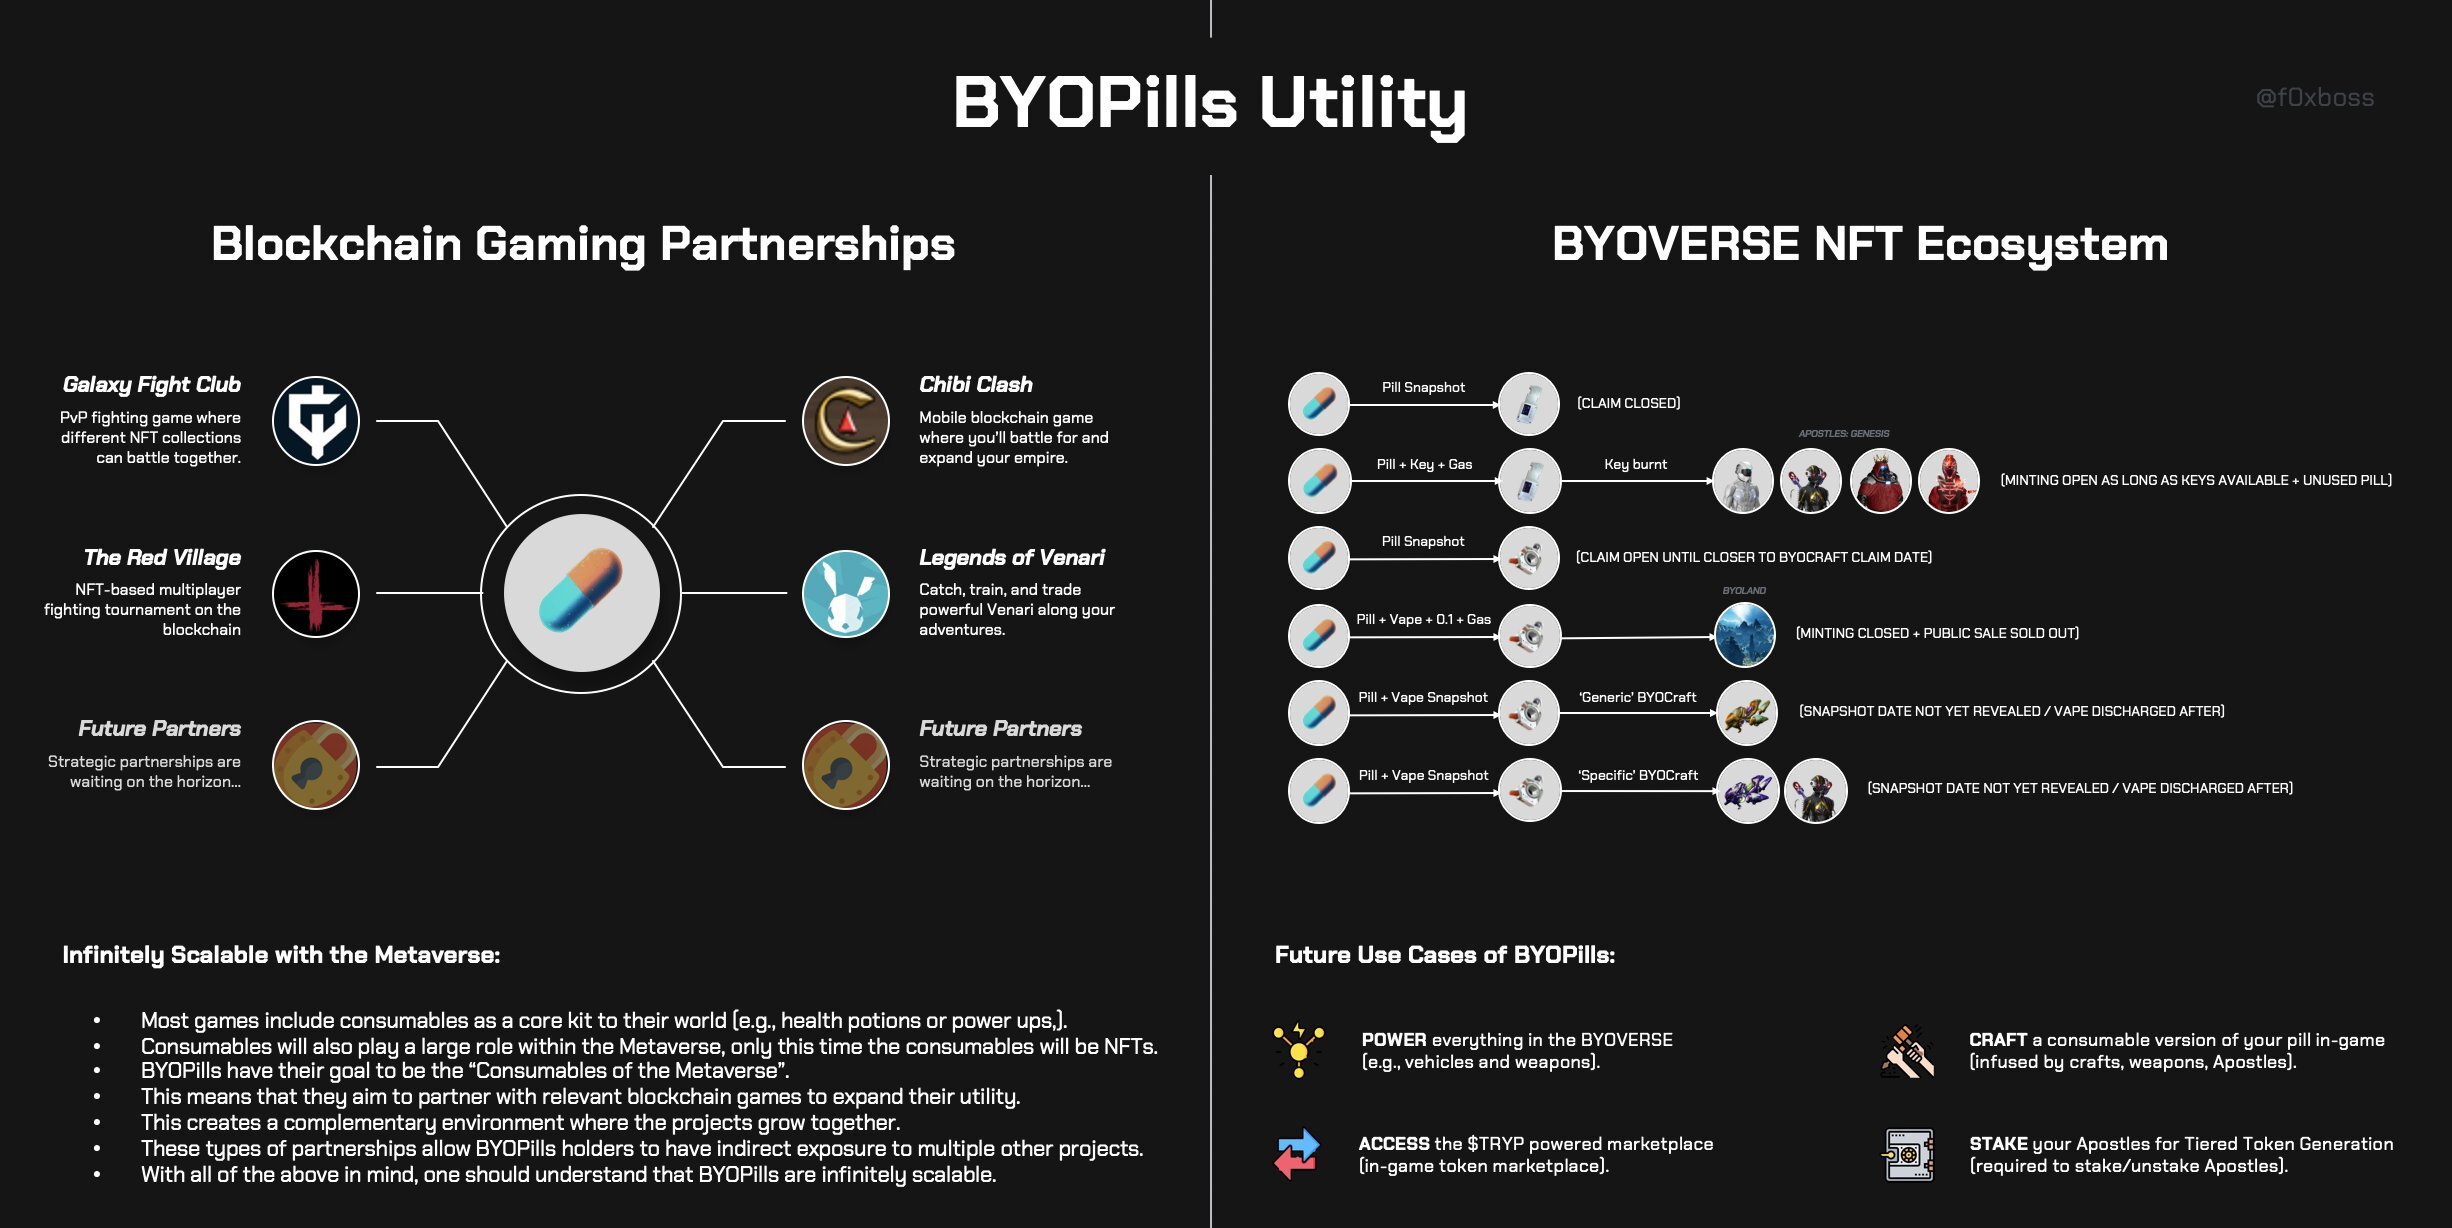 BYOPills Utility
@f0xboss
Blockchain Gaming Partnerships
Galaxy Fight Club
PvP fighting game where
different NFT collections
can battle together.
Chibi Clash
Mobile blockchain game
where you'll battle for and
expand your empire.
The Red Village
NFT-based multiplayer
fighting tournament on the
blockchain
Legends of Venari
Catch, train, and trade
powerful Venari along your
adventures.
Future Partners
Strategic partnerships are
waiting on the horizon...
Future Partners
Strategic partnerships are
waiting on the horizon...
Infinitely Scalable with the Metaverse:
• Most games include consumables as a core kit to their world (e.g., health potions or power ups,).
• Consumables will also play a large role within the Metaverse, only this time the consumables will be NFTs.
• BYOPills have their goal to be the “Consumables of the Metaverse”.
• This means that they aim to partner with relevant blockchain games to expand their utility.
• This creates a complementary environment where the projects grow together.
• These types of partnerships allow BYOPills holders to have indirect exposure to multiple other projects.
• With all of the above in mind, one should understand that BYOPills are infinitely scalable.
BYOVERSE NFT Ecosystem
Pill Snapshot
(CLAIM CLOSED)
APOSTLES: GENESIS
Pill + Key + Gas
Key burnt
(MINTING OPEN AS LONG AS KEYS AVAILABLE + UNUSED PILL)
Pill Snapshot
(CLAIM OPEN UNTIL CLOSER TO BYOCRAFT CLAIM DATE)
BYOLAND
Pill + Vape + 0.1 + Gas
(MINTING CLOSED + PUBLIC SALE SOLD OUT)
Pill + Vape Snapshot
‘Generic’ BYOCraft
(SNAPSHOT DATE NOT YET REVEALED / VAPE DISCHARGED AFTER)
Pill + Vape Snapshot
‘Specific’ BYOCraft
(SNAPSHOT DATE NOT YET REVEALED / VAPE DISCHARGED AFTER)
Future Use Cases of BYOPills:
POWER everything in the BYOVERSE
(e.g., vehicles and weapons).
CRAFT a consumable version of your pill in-game
(infused by crafts, weapons, Apostles).
ACCESS the $TRYP powered marketplace
(in-game token marketplace).
STAKE your Apostles for Tiered Token Generation
(required to stake/unstake Apostles).